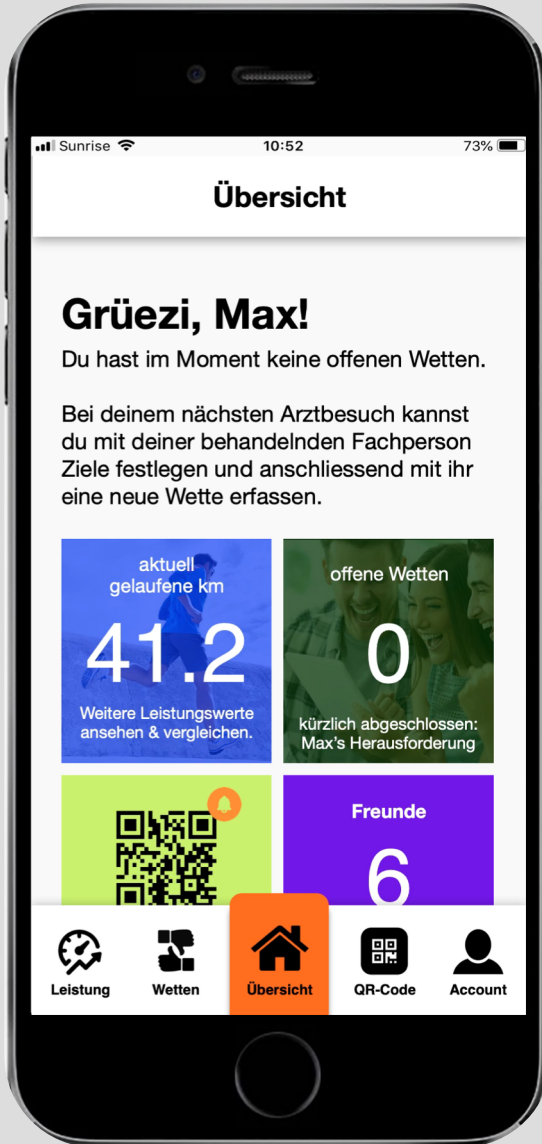 Sunrise 10:52 73%
Übersicht
Grüezi, Max!
Du hast im Moment keine offenen Wetten.
Bei deinem nächsten Arztbesuch kannst
du mit deiner behandelnden Fachperson
Ziele festlegen und anschliessend mit ihr
eine neue Wette erfassen.
aktuell
gelaufene km
41.2
Weitere Leistungswerte
ansehen & vergleichen.
offene Wetten
0
kürzlich abgeschlossen:
Max's Herausforderung
Freunde
6
Leistung Wetten Übersicht QR-Code Account